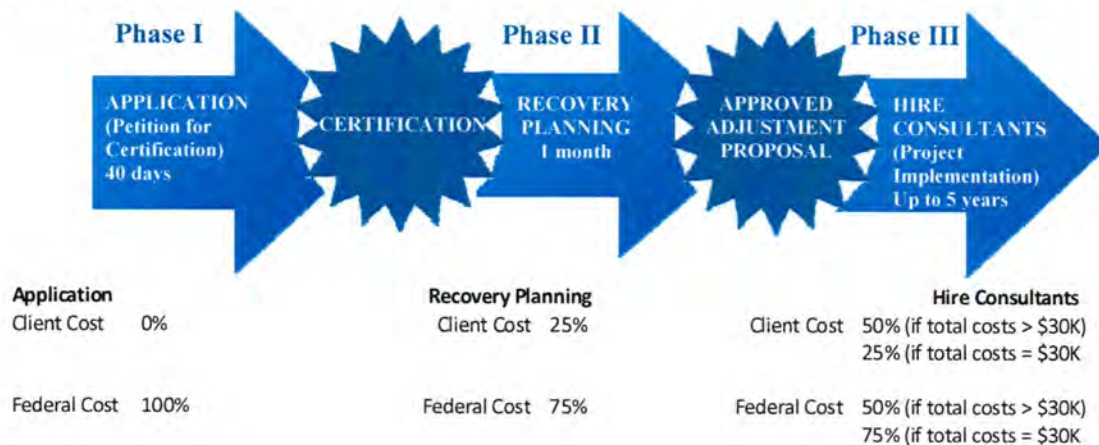 Phase I
APPLICATION
(Petition for
Certification)
40 days
CERTIFICATION
Phase II
RECOVERY
PLANNING
1 month
APPROVED
ADJUSTMENT
PROPOSAL
Phase III
HIRE
CONSULTANTS
(Project
Implementation)
Up to 5 years
Application
Client Cost 0%
Federal Cost 100%
Recovery Planning
Client Cost 25%
Federal Cost 75%
Hire Consultants
Client Cost 50% (if total costs > $30K)
25% (if total costs = $30K
Federal Cost 50% (if total costs > $30K)
75% (if total costs = $30K